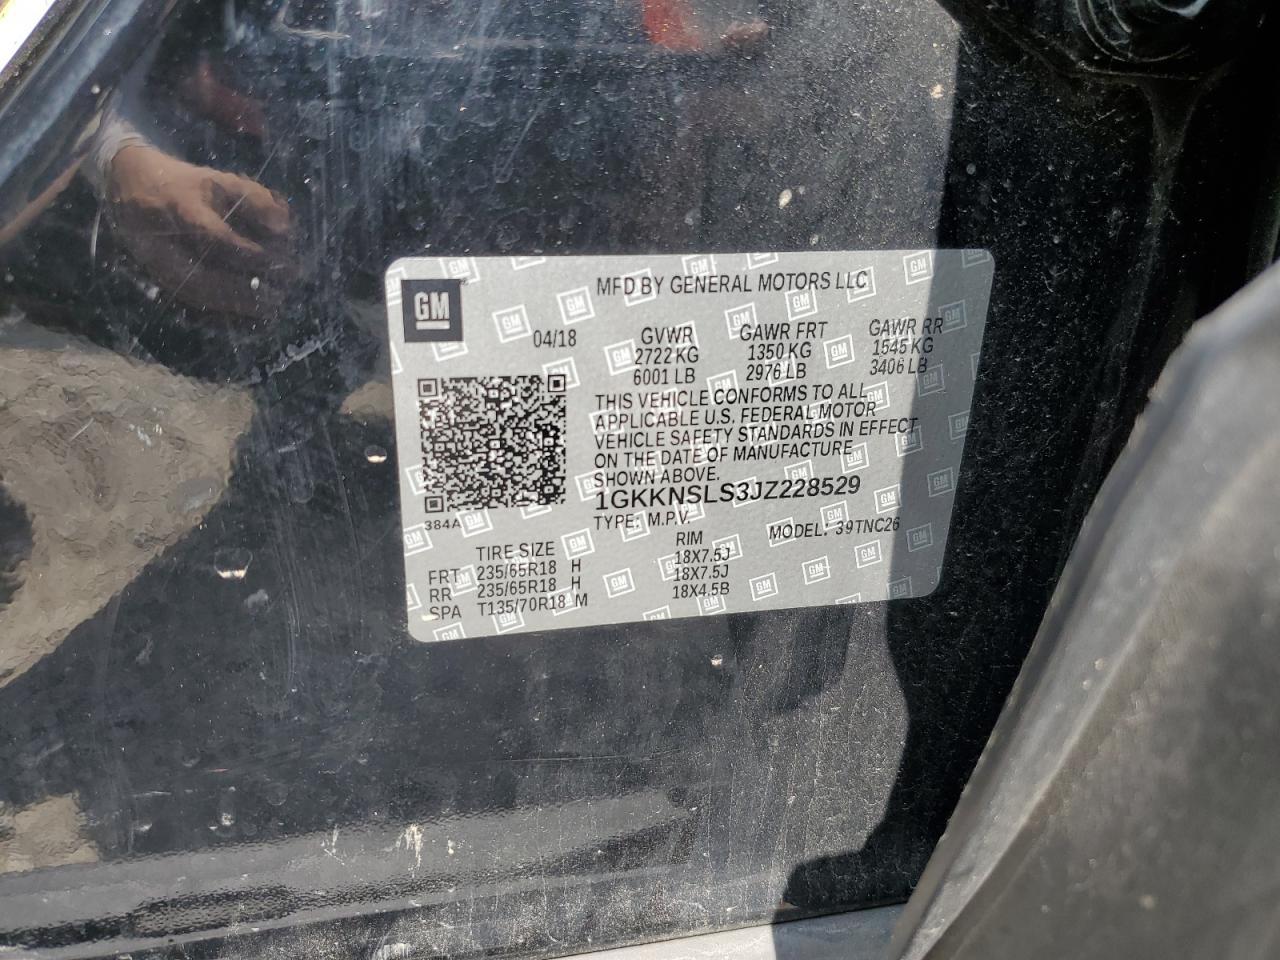 GM
MFD BY GENERAL MOTORS LLC
04/18 GVWR GAWR FRT GAWR RR
2722 KG 1350 KG 1545 KG
6001 LB 2976 LB 3406 LB
THIS VEHICLE CONFORMS TO ALL
APPLICABLE U.S. FEDERAL MOTOR
VEHICLE SAFETY STANDARDS IN EFFECT
ON THE DATE OF MANUFACTURE
SHOWN ABOVE.
1GKKNSLS3JZ228529
384A TYPE: M.P.V. MODEL: 39TNC26
TIRE SIZE RIM
FRT 235/65R18 H 18X7.5J
RR 235/65R18 H 18X7.5J
SPA T135/70R18 M 18X4.5B